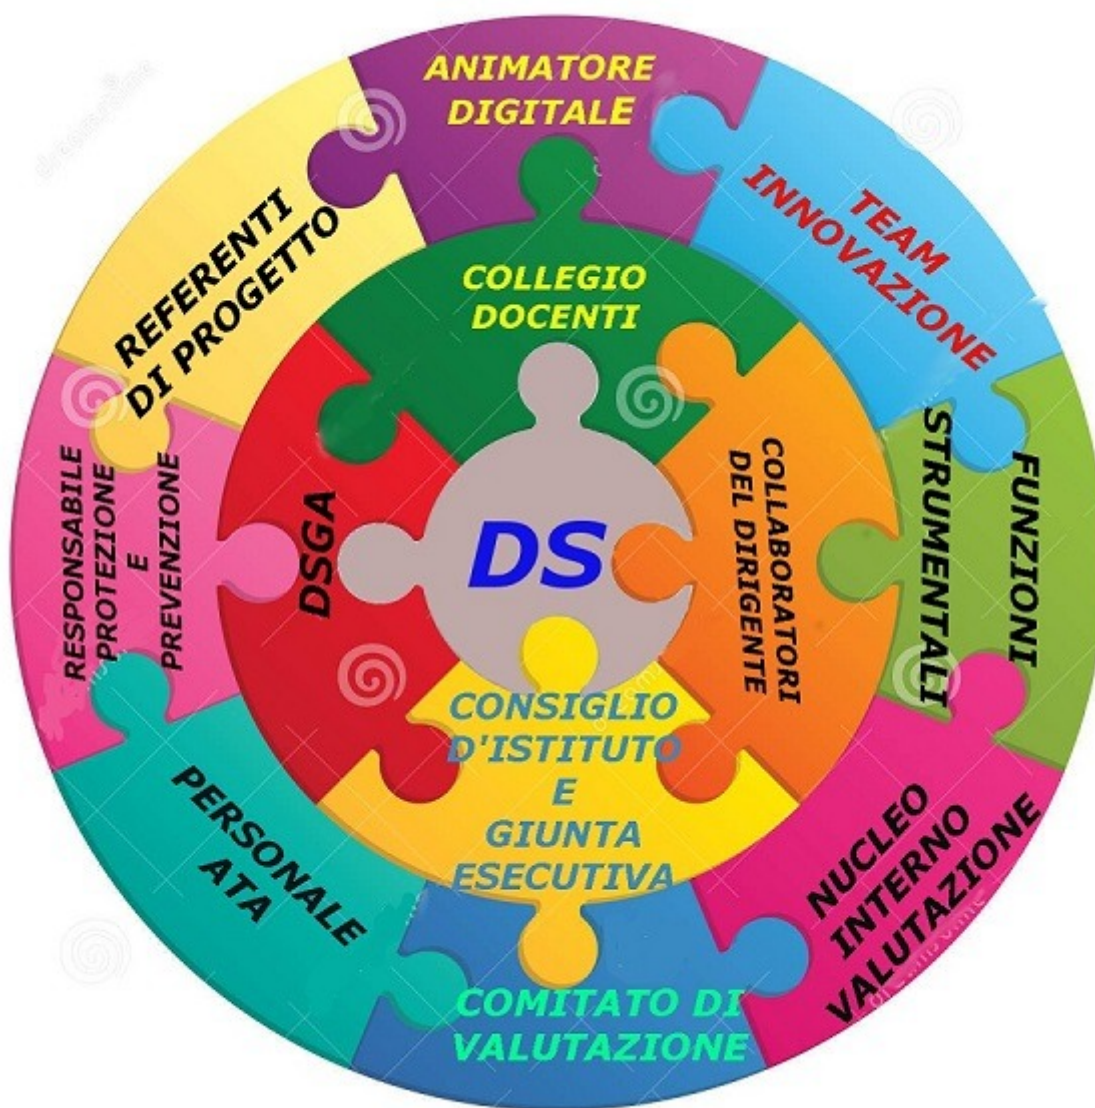 ANIMATORE
DIGITALE
TEAM
INNOVAZIONE
REFERENTI
DI PROGETTO
COLLEGIO
DOCENTI
FUNZIONI
STRUMENTALI
COLLABORATORI
DEL DIRIGENTE
DS
DSGA
RESPONSABILE
PROTEZIONE
E
PREVENZIONE
CONSIGLIO
D'ISTITUTO
E
GIUNTA
ESECUTIVA
PERSONALE
ATA
NUCLEO
INTERNO
VALUTAZIONE
COMITATO DI
VALUTAZIONE